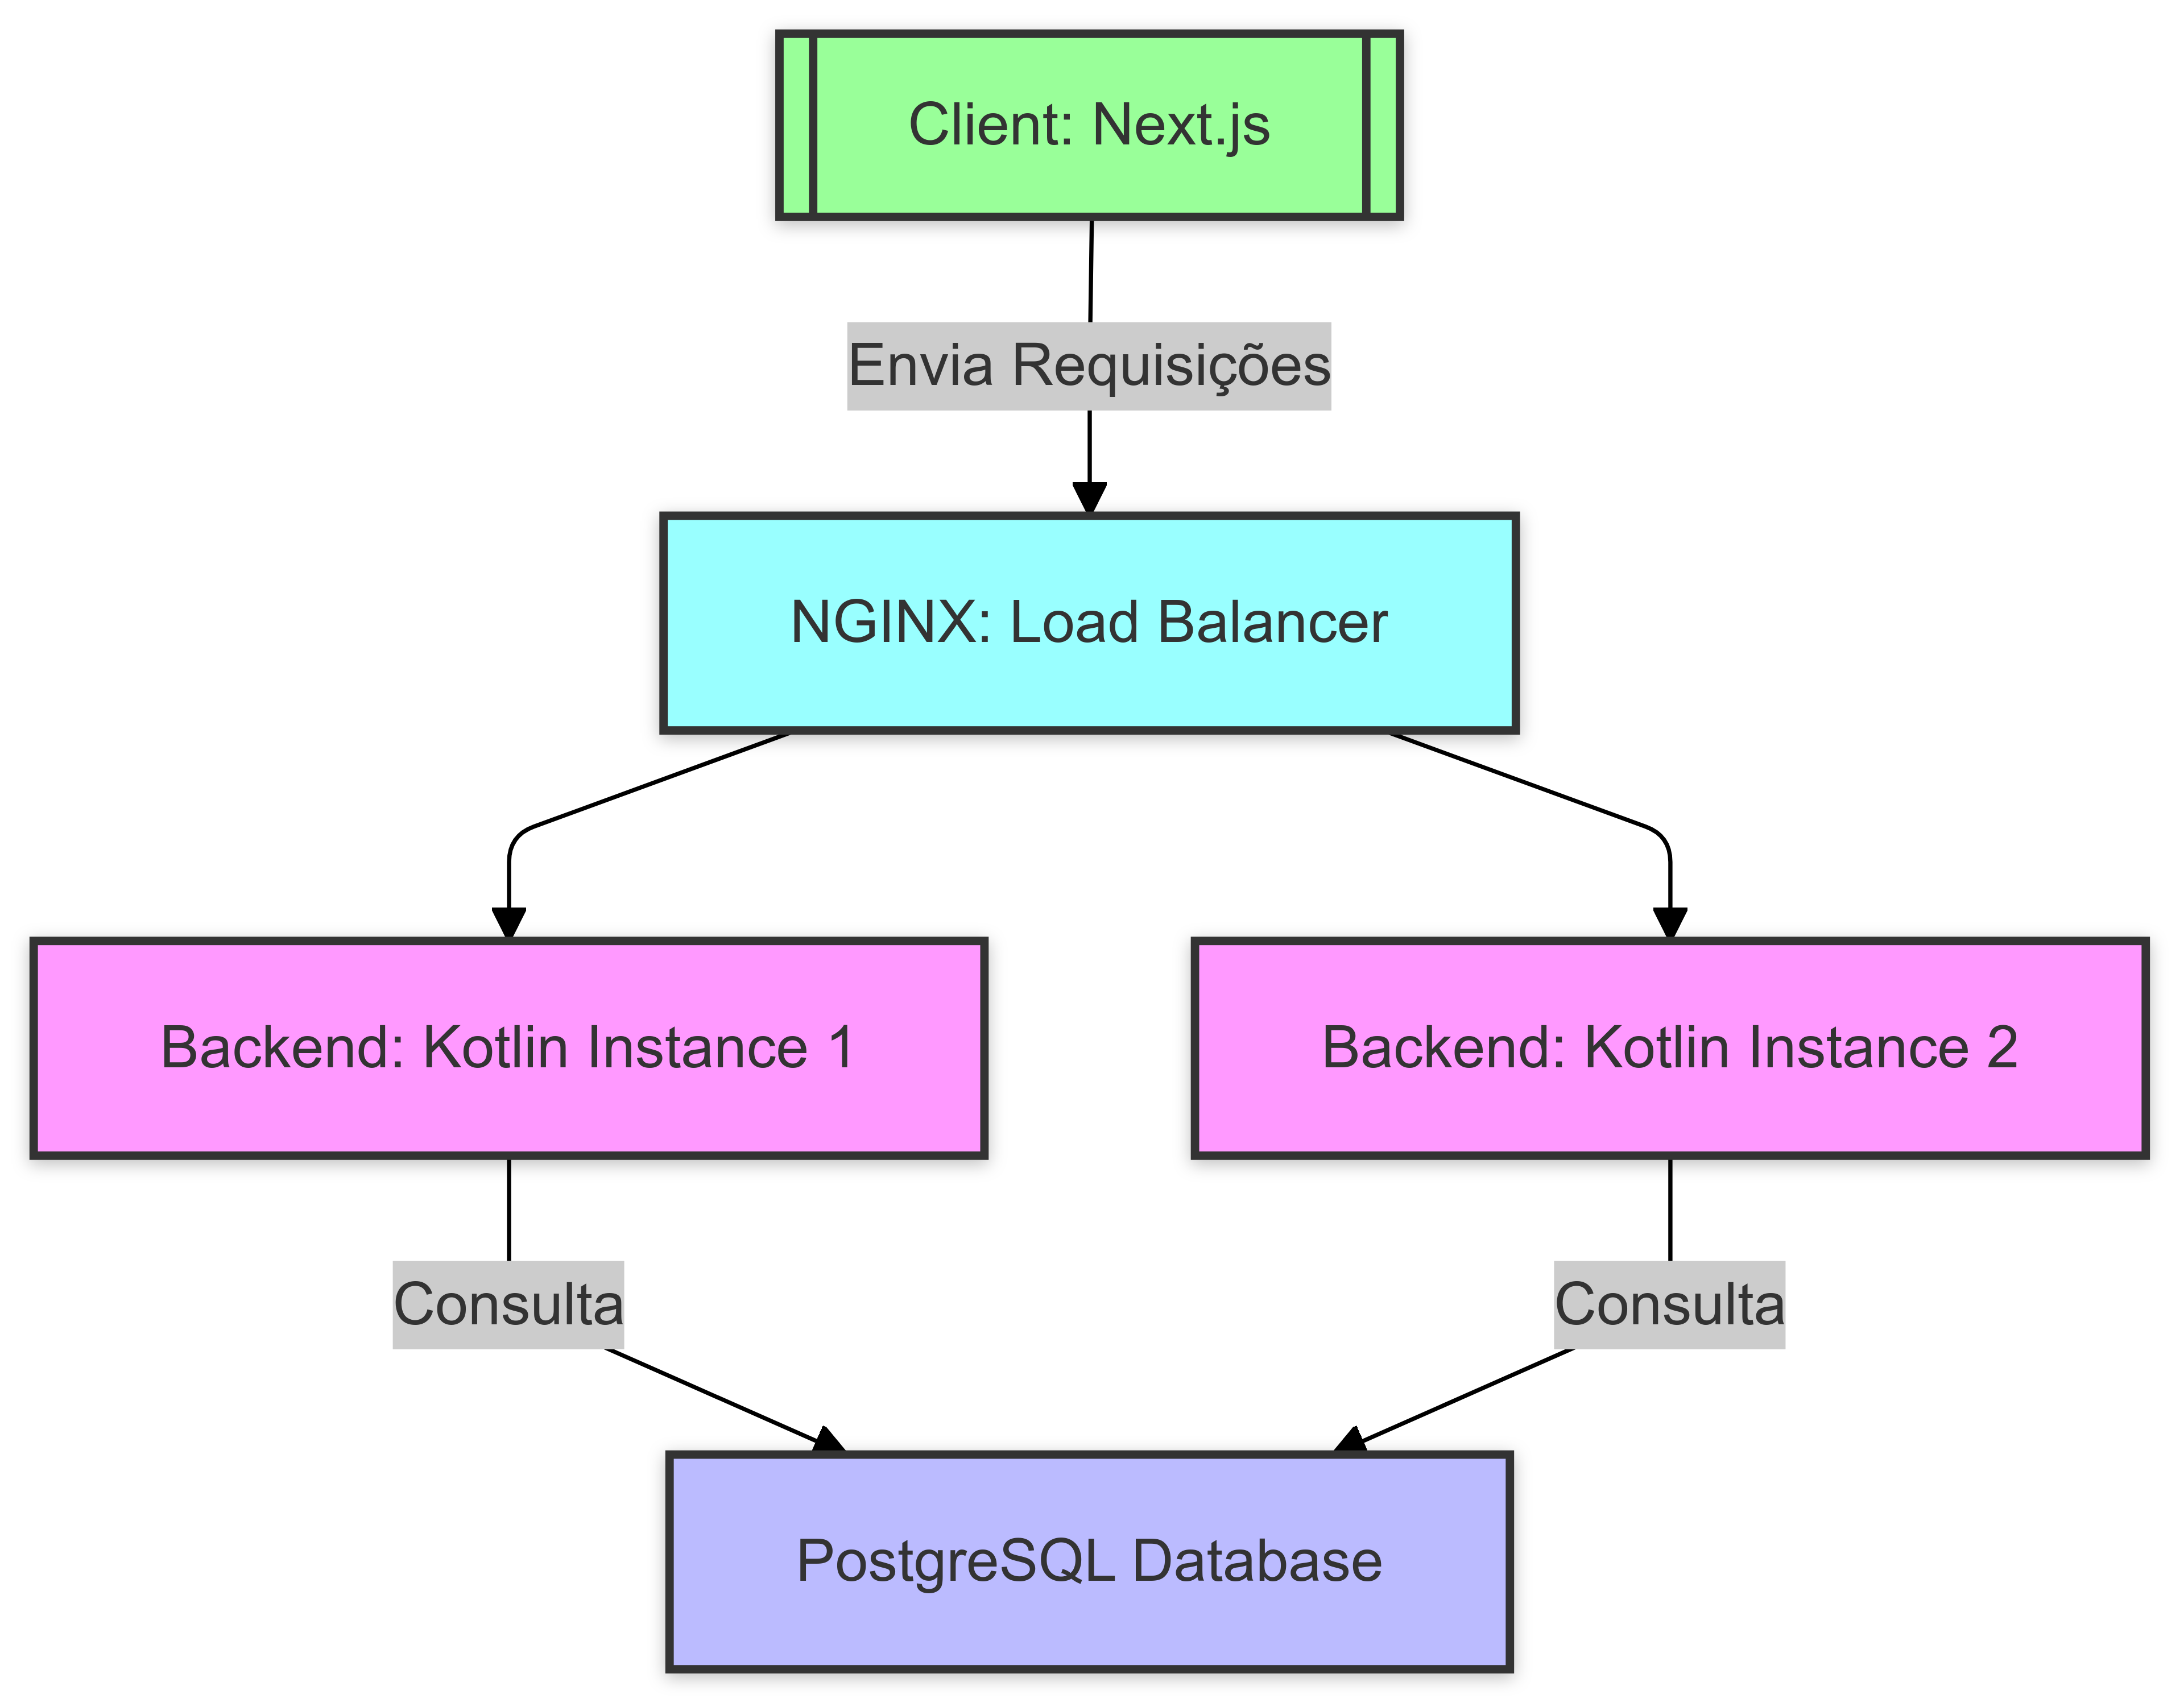 Client: Next.js
Envia Requisições
NGINX: Load Balancer
Backend: Kotlin Instance 1
Backend: Kotlin Instance 2
Consulta
Consulta
PostgreSQL Database